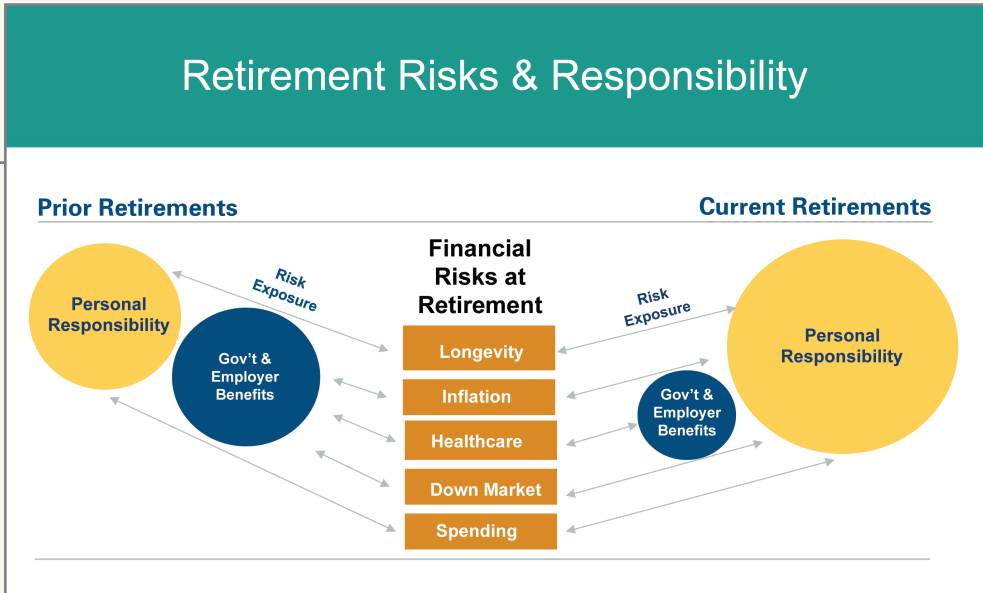 Retirement Risks & Responsibility
Prior Retirements
Current Retirements
Financial
Risks at
Retirement
Personal
Responsibility
Risk
Exposure
Gov't &
Employer
Benefits
Longevity
Inflation
Healthcare
Down Market
Spending
Risk
Exposure
Gov't &
Employer
Benefits
Personal
Responsibility